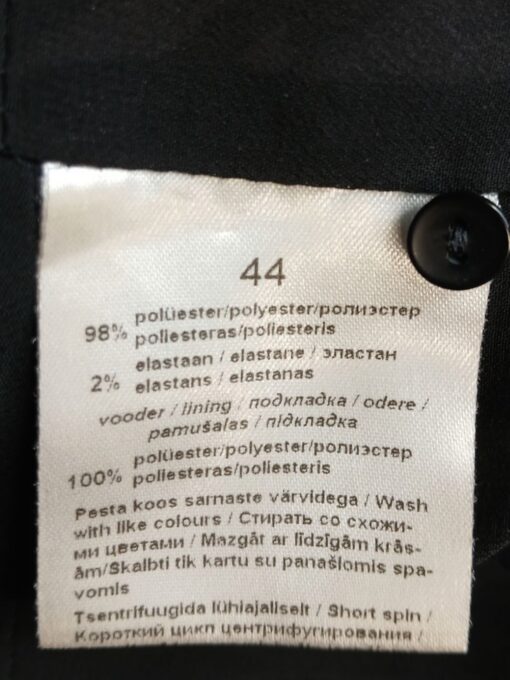 44
98% polüester/polyester/полиэстер
poliesteras/poliesteris
2% elastaan / elastane / эластан
elastans / elastanas
vooder / lining / подкладка / odere /
pamušalas / підкладка
100% polüester/polyester/полиэстер
poliesteras/poliesteris
Pesta koos sarnaste värvidega / Wash
with like colours / Стирать со схожи-
ми цветами / Mazgāt ar līdzīgām krās-
ām/Skalbti tik kartu su panašiomis spa-
vomis
Tsentrifuugida lühiajaliselt / Short spin /
Короткий цикл центрифугирования /